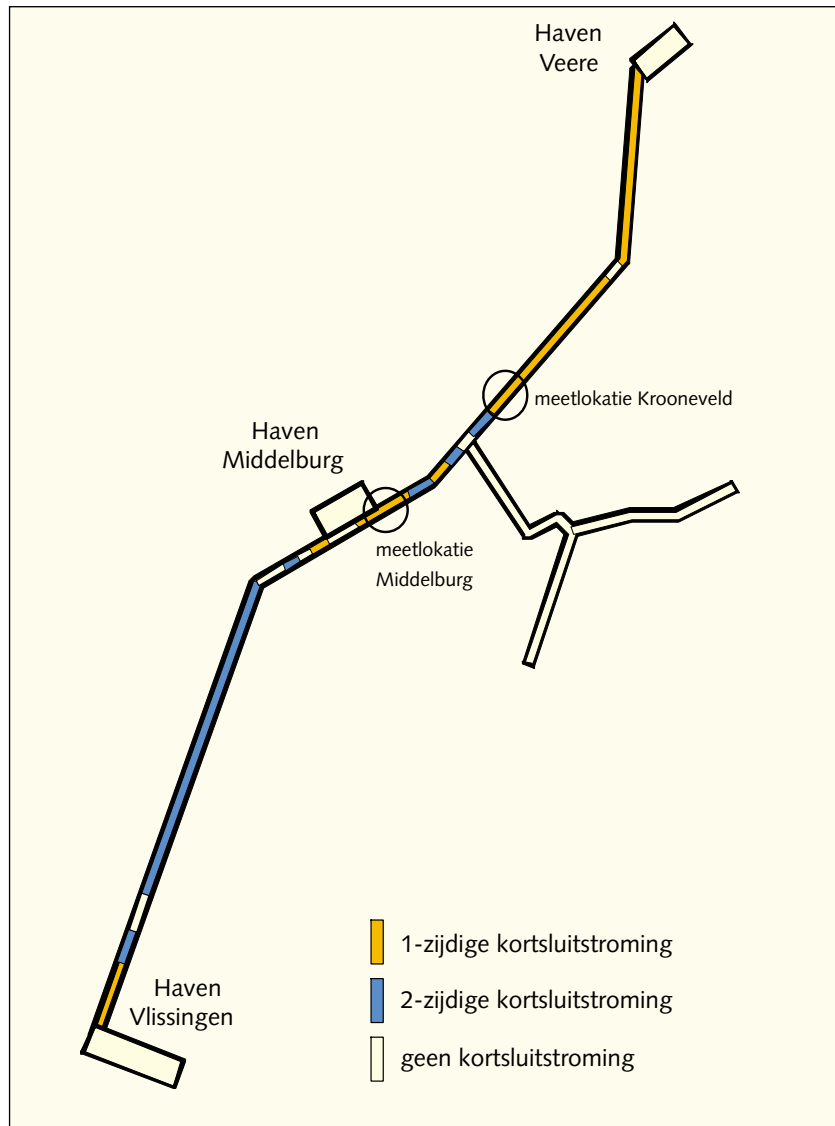 Haven
Veere
meetlokatie Krooneveld
Haven
Middelburg
meetlokatie
Middelburg
1-zijdige kortsluitstroming
2-zijdige kortsluitstroming
geen kortsluitstroming
Haven
Vlissingen